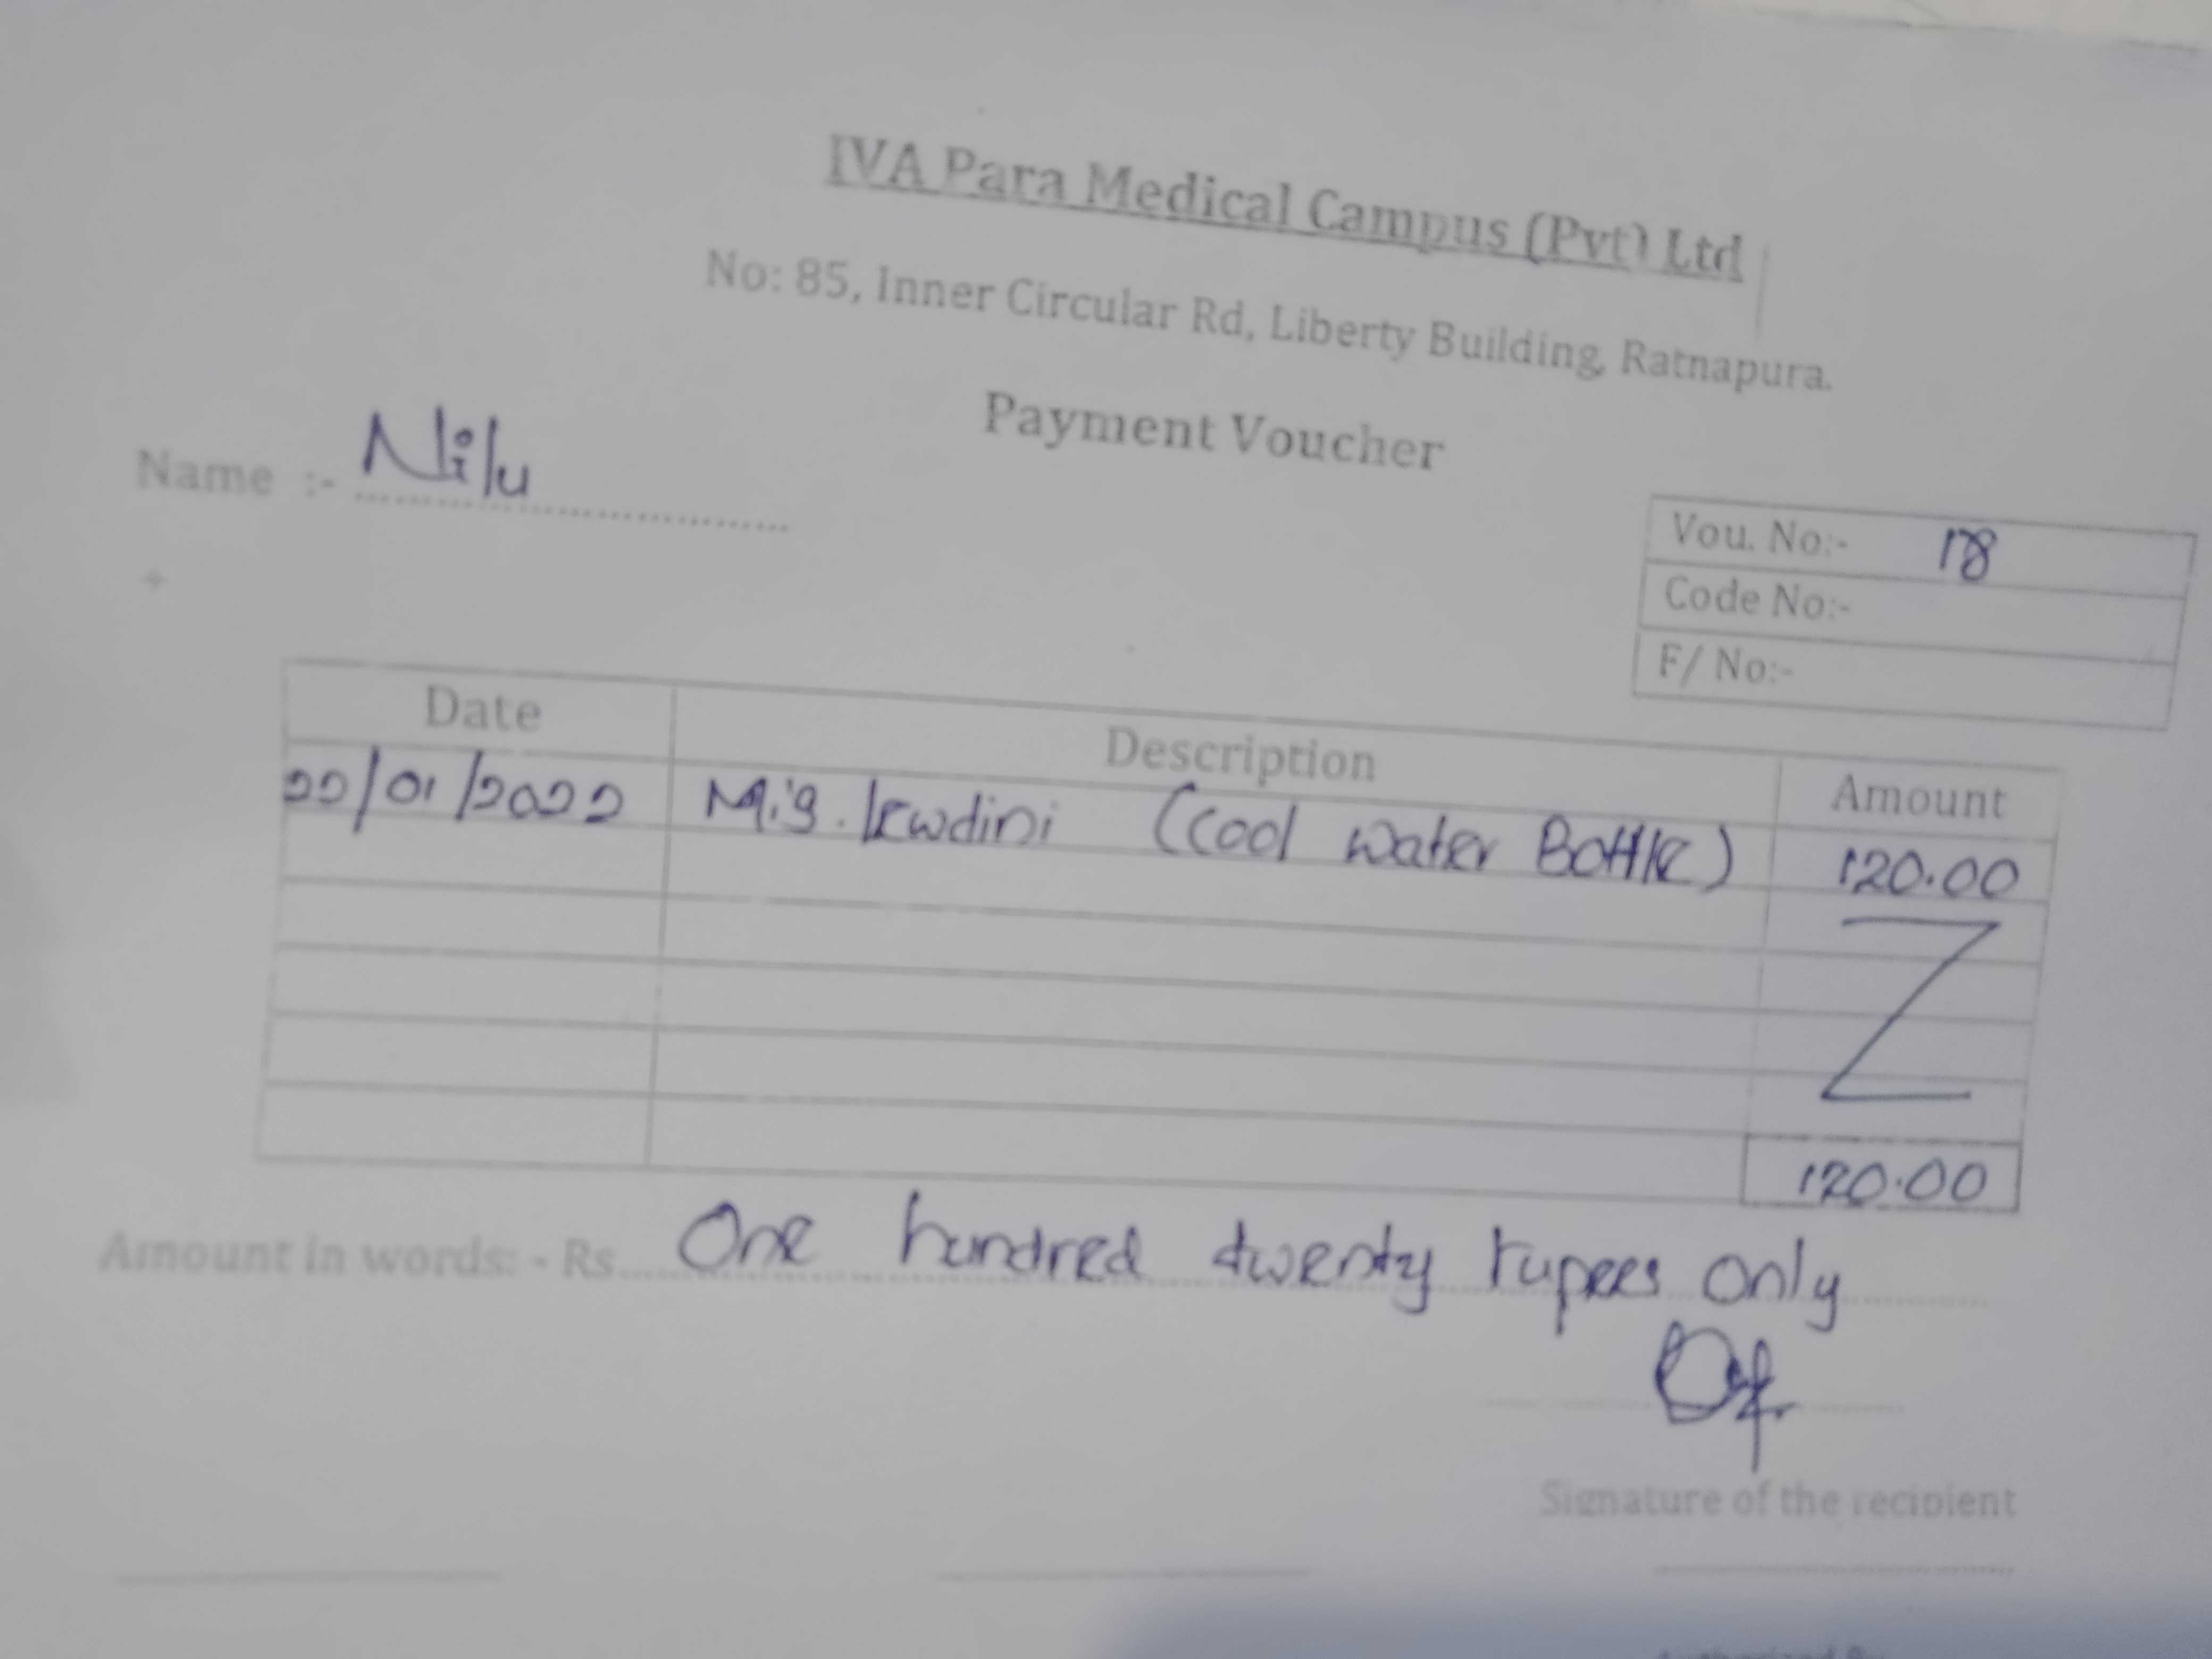 IVA Para Medical Campus (Pvt) Ltd
No: 85, Inner Circular Rd, Liberty Building, Ratnapura.
Payment Voucher
Name :- Nilu
Vou. No:- 18
Code No:-
F/ No:-
Date Description Amount
22/01/2022 (Cool water Bottle) 120.00
120.00
Amount in words: - Rs One hundred twenty rupees only
Signature of the recipient